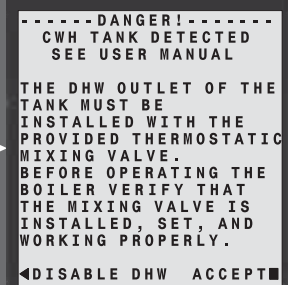 ------DANGER!-------
CWH TANK DETECTED
SEE USER MANUAL
THE DHW OUTLET OF THE
TANK MUST BE
INSTALLED WITH THE
PROVIDED THERMOSTATIC
MIXING VALVE.
BEFORE OPERATING THE
BOILER VERIFY THAT
THE MIXING VALVE IS
INSTALLED, SET, AND
WORKING PROPERLY.
◀DISABLE DHW ACCEPT■